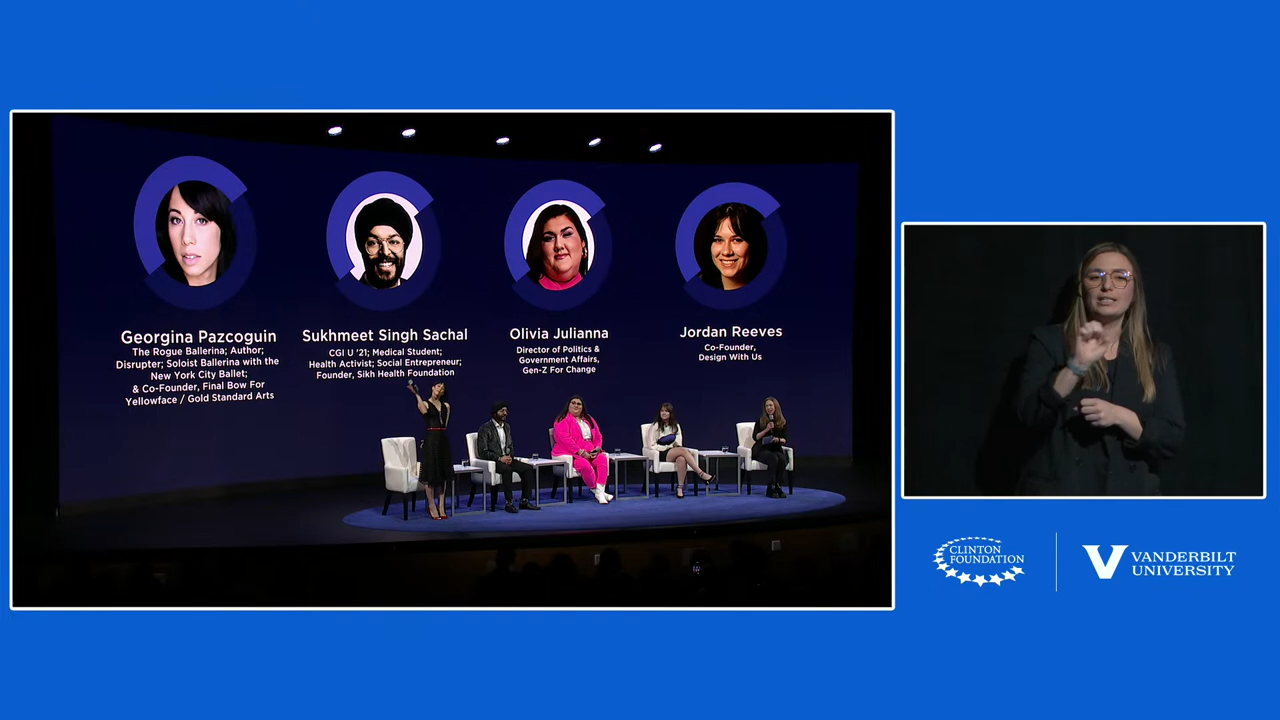 Georgina Pazcoguin
The Rogue Ballerina; Author;
Disrupter; Soloist Ballerina with the
New York City Ballet;
& Co-Founder, Final Bow For
Yellowface / Gold Standard Arts
Sukhmeet Singh Sachal
CGI U '21; Medical Student;
Health Activist; Social Entrepreneur;
Founder, Sikh Health Foundation
Olivia Julianna
Director of Politics &
Government Affairs,
Gen-Z For Change
Jordan Reeves
Co-Founder,
Design With Us
CLINTON
FOUNDATION
VANDERBILT
UNIVERSITY